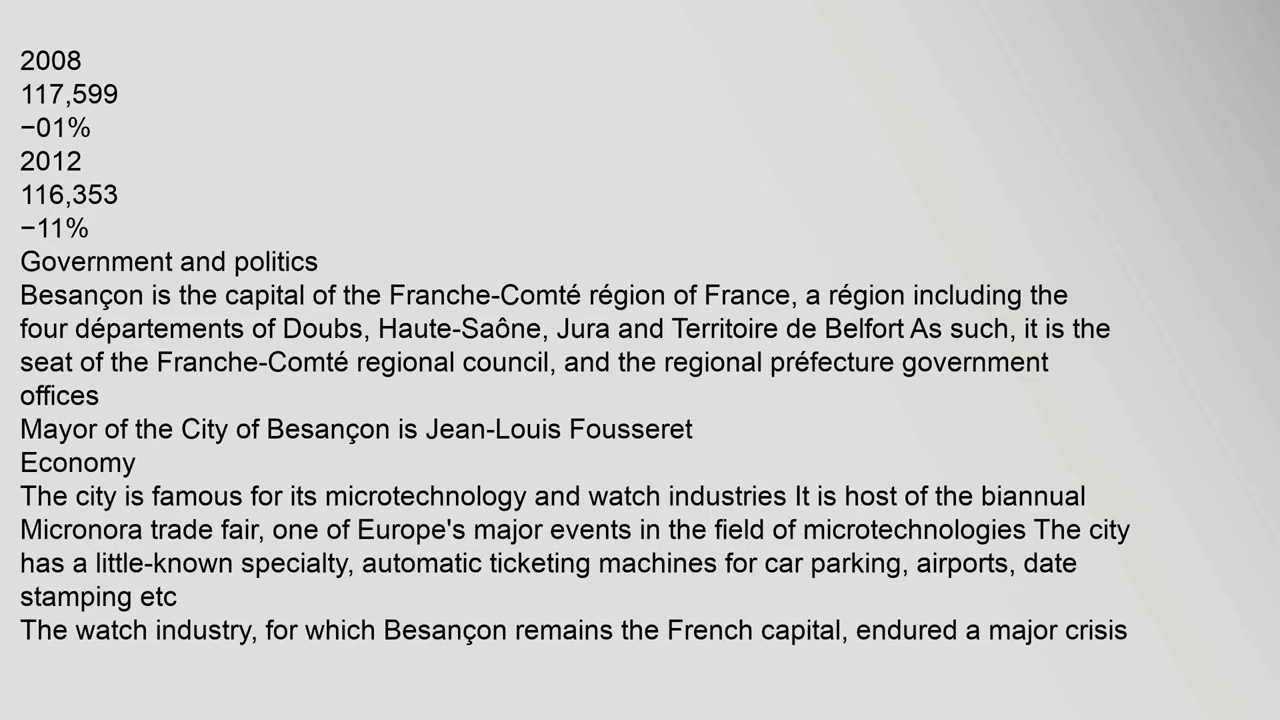 2008
117,599
−01%
2012
116,353
−11%
Government and politics
Besançon is the capital of the Franche-Comté région of France, a région including the
four départements of Doubs, Haute-Saône, Jura and Territoire de Belfort As such, it is the
seat of the Franche-Comté regional council, and the regional préfecture government
offices
Mayor of the City of Besançon is Jean-Louis Fousseret
Economy
The city is famous for its microtechnology and watch industries It is host of the biannual
Micronora trade fair, one of Europe's major events in the field of microtechnologies The city
has a little-known specialty, automatic ticketing machines for car parking, airports, date
stamping etc
The watch industry, for which Besançon remains the French capital, endured a major crisis